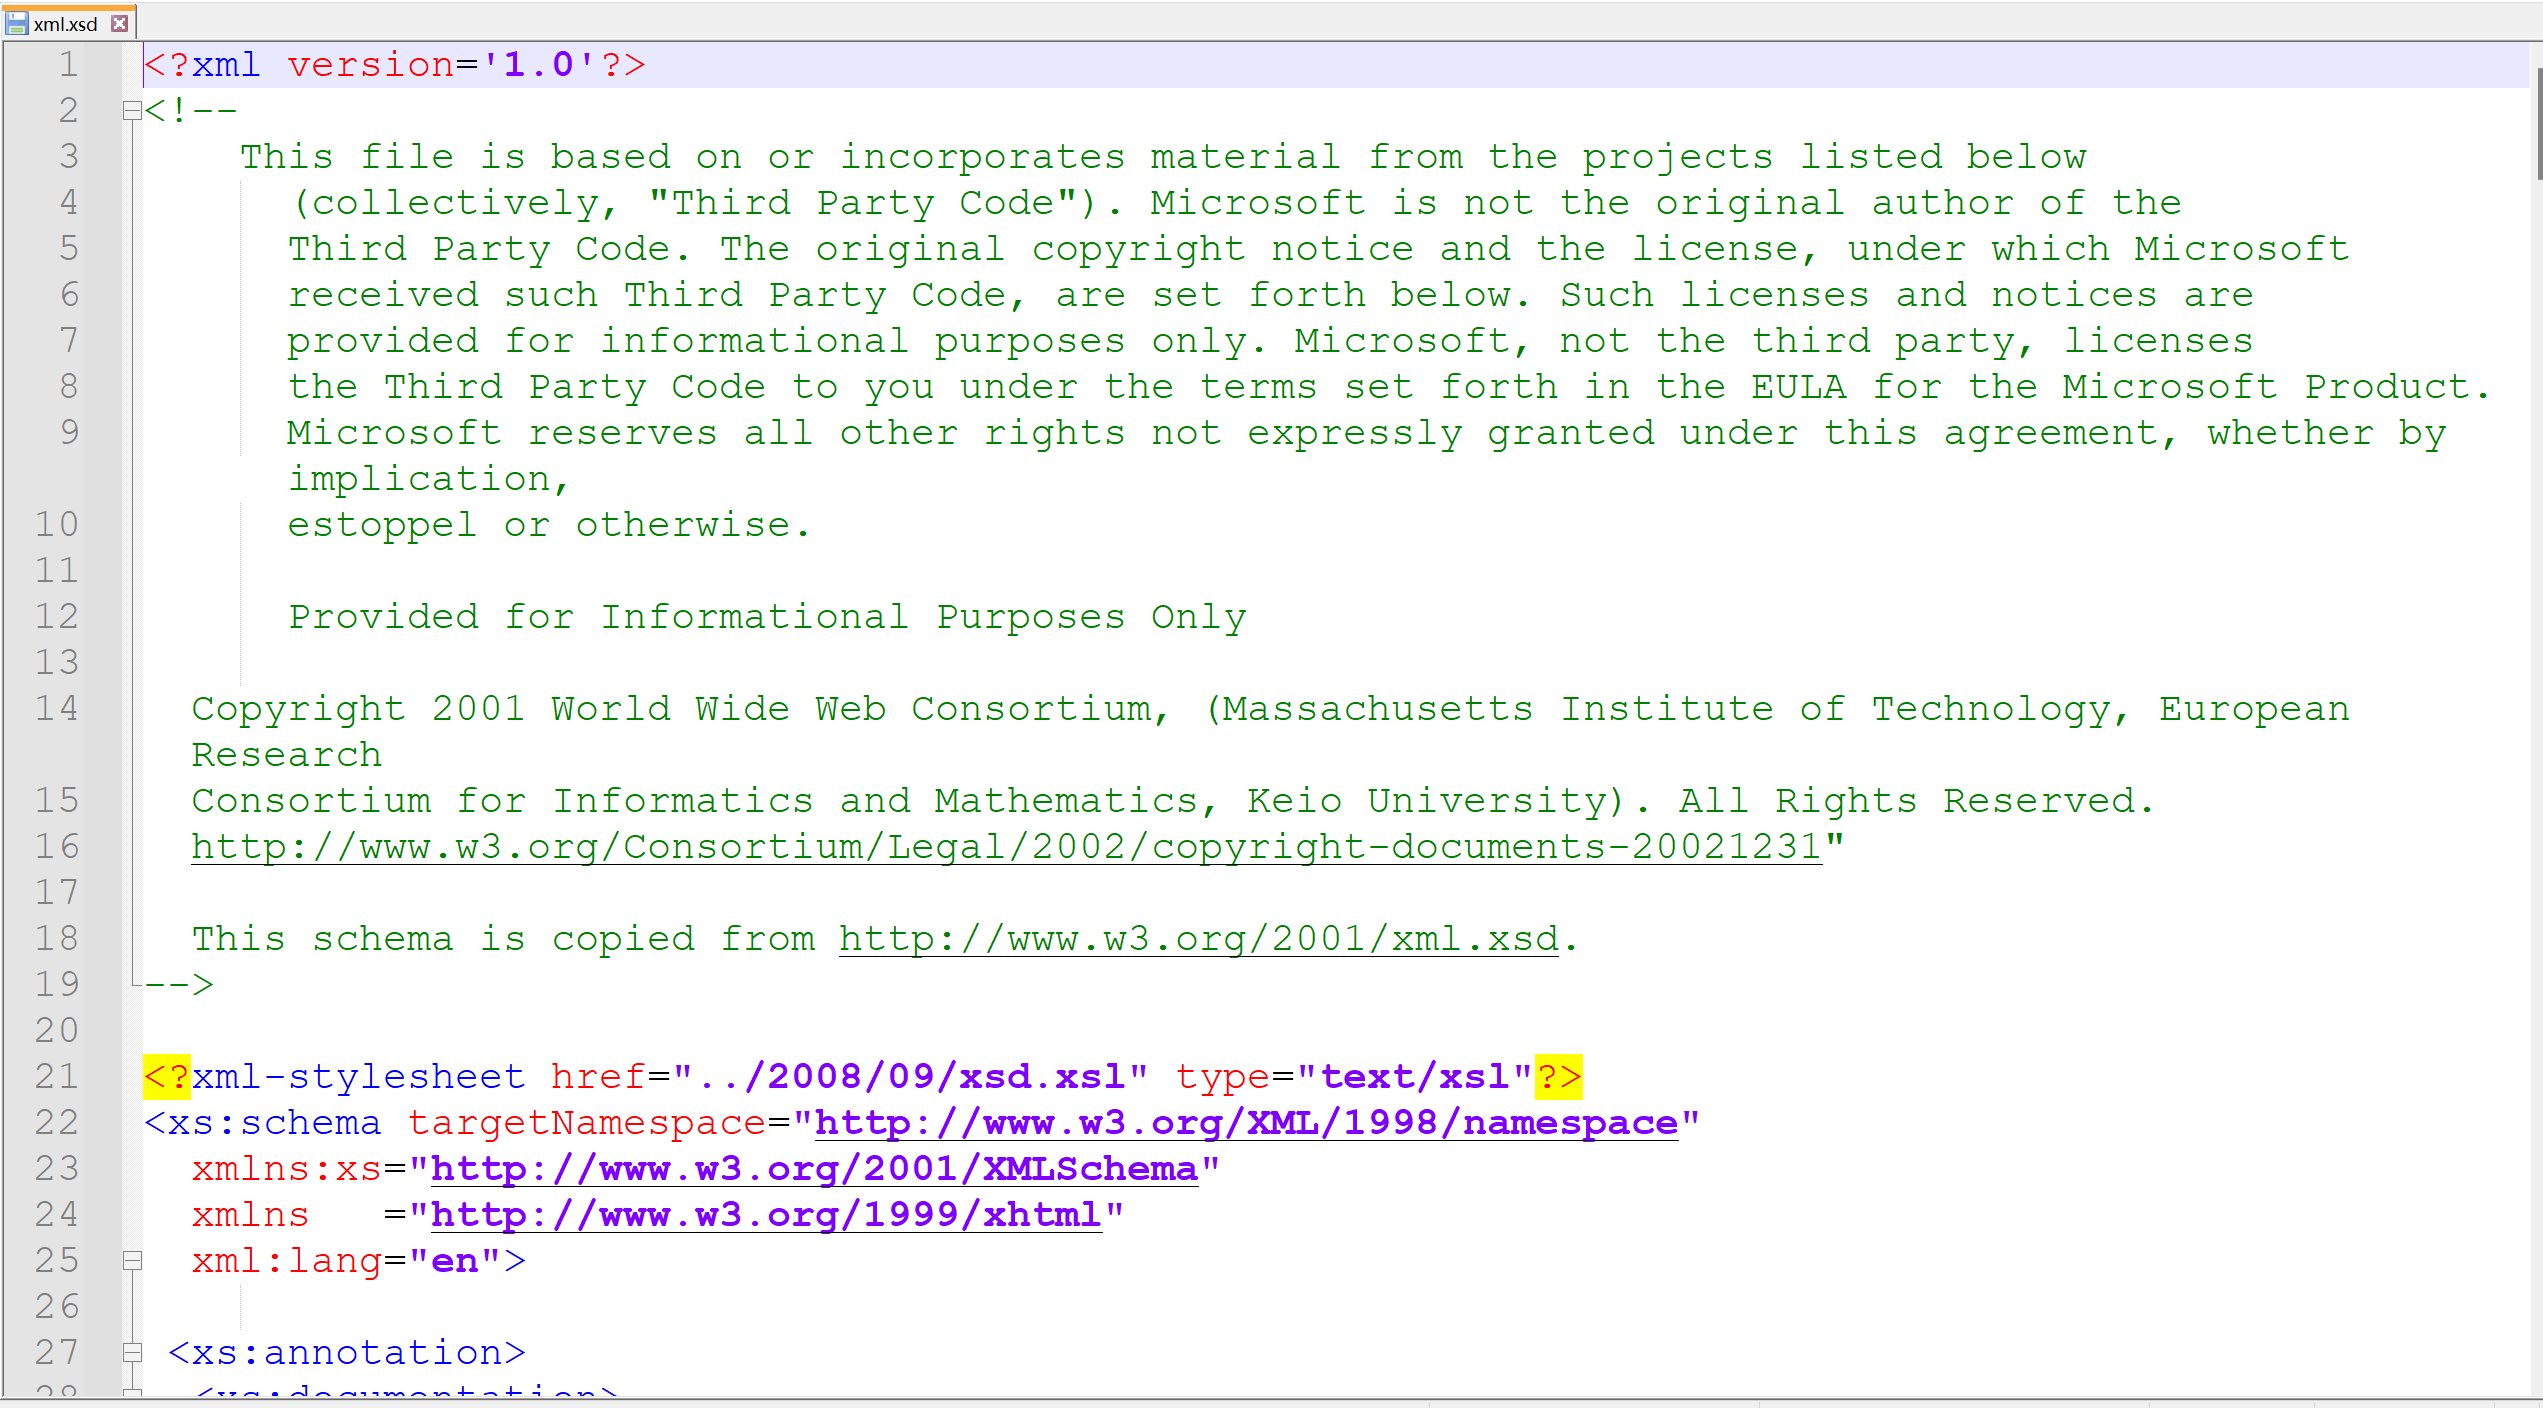 xml.xsd
1 <?xml version='1.0'?>
2 <!--
3 This file is based on or incorporates material from the projects listed below
4 (collectively, "Third Party Code"). Microsoft is not the original author of the
5 Third Party Code. The original copyright notice and the license, under which Microsoft
6 received such Third Party Code, are set forth below. Such licenses and notices are
7 provided for informational purposes only. Microsoft, not the third party, licenses
8 the Third Party Code to you under the terms set forth in the EULA for the Microsoft Product.
9 Microsoft reserves all other rights not expressly granted under this agreement, whether by
implication,
10 estoppel or otherwise.
11
12 Provided for Informational Purposes Only
13
14 Copyright 2001 World Wide Web Consortium, (Massachusetts Institute of Technology, European
Research
15 Consortium for Informatics and Mathematics, Keio University). All Rights Reserved.
16 http://www.w3.org/Consortium/Legal/2002/copyright-documents-20021231"
17
18 This schema is copied from http://www.w3.org/2001/xml.xsd.
19 -->
20
21 <?xml-stylesheet href="../2008/09/xsd.xsl" type="text/xsl"?>
22 <xs:schema targetNamespace="http://www.w3.org/XML/1998/namespace"
23 xmlns:xs="http://www.w3.org/2001/XMLSchema"
24 xmlns   ="http://www.w3.org/1999/xhtml"
25 xml:lang="en">
26
27 <xs:annotation>
28 <xs:documentation>